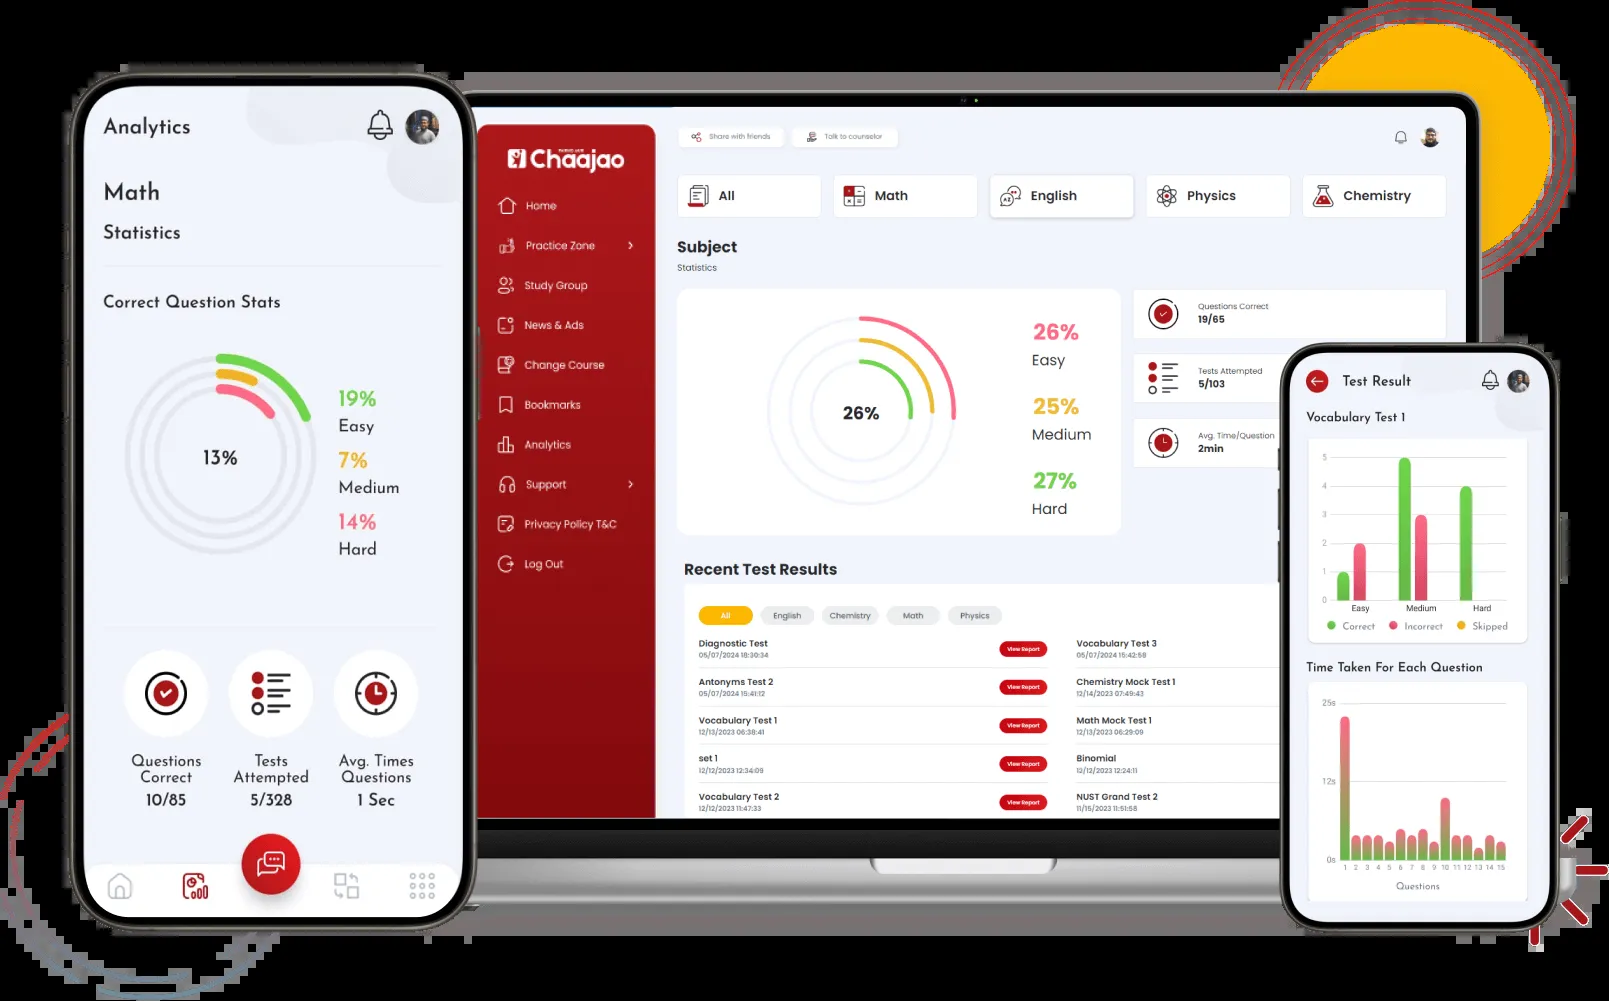 Analytics
Math
Statistics
Correct Question Stats
13%
19%
Easy
7%
Medium
14%
Hard
Questions
Correct
10/85
Tests
Attempted
5/328
Avg. Times
Questions
1 Sec
Chaajao
Home
Practice Zone
Study Group
News & Ads
Change Course
Bookmarks
Analytics
Support
Privacy Policy T&C
Log Out
Share with friends
Talk to counselor
All
Math
English
Physics
Chemistry
Subject
Statistics
26%
26%
Easy
25%
Medium
27%
Hard
Questions Correct
19/65
Tests Attempted
5/103
Avg. Time/Question
2min
Recent Test Results
All
English
Chemistry
Math
Physics
Diagnostic Test
05/07/2024 18:30:34
View Report
Vocabulary Test 3
05/07/2024 15:42:58
Antonyms Test 2
05/07/2024 15:41:12
View Report
Chemistry Mock Test 1
12/14/2023 07:49:43
Vocabulary Test 1
12/13/2023 06:38:41
View Report
Math Mock Test 1
12/13/2023 06:29:09
set 1
12/12/2023 12:34:09
View Report
Binomial
12/12/2023 12:24:11
Vocabulary Test 2
12/12/2023 11:47:33
View Report
NUST Grand Test 2
11/15/2023 11:51:58
Test Result
Vocabulary Test 1
5
4
3
2
1
0
Easy Medium Hard
Correct Incorrect Skipped
Time Taken For Each Question
25s
12s
0s
1 2 3 4 5 6 7 8 9 10 11 12 13 14 15
Questions